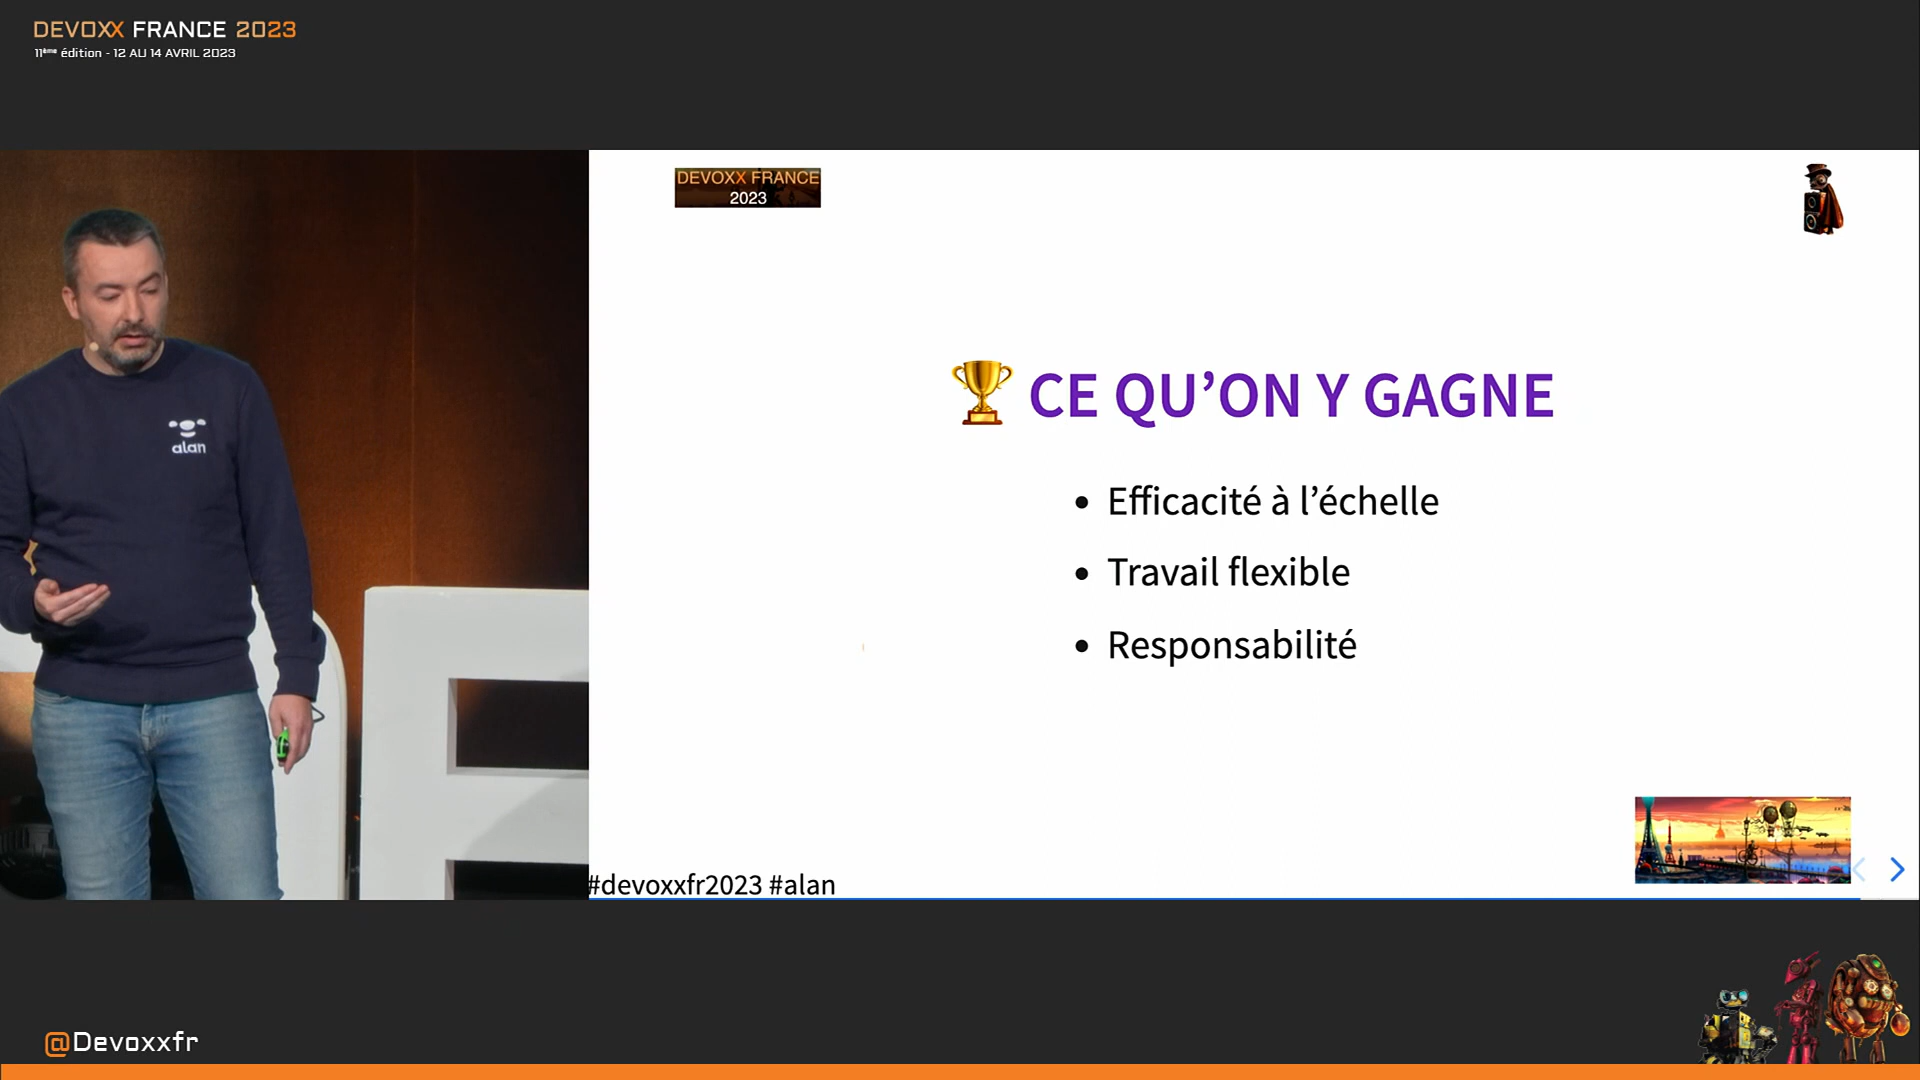 DEVOXX FRANCE 2023
11ème édition - 12 AU 14 AVRIL 2023
DEVOXX FRANCE
2023
alan
🏆 CE QU’ON Y GAGNE
• Efficacité à l’échelle
• Travail flexible
• Responsabilité
#devoxxfr2023 #alan
@Devoxxfr